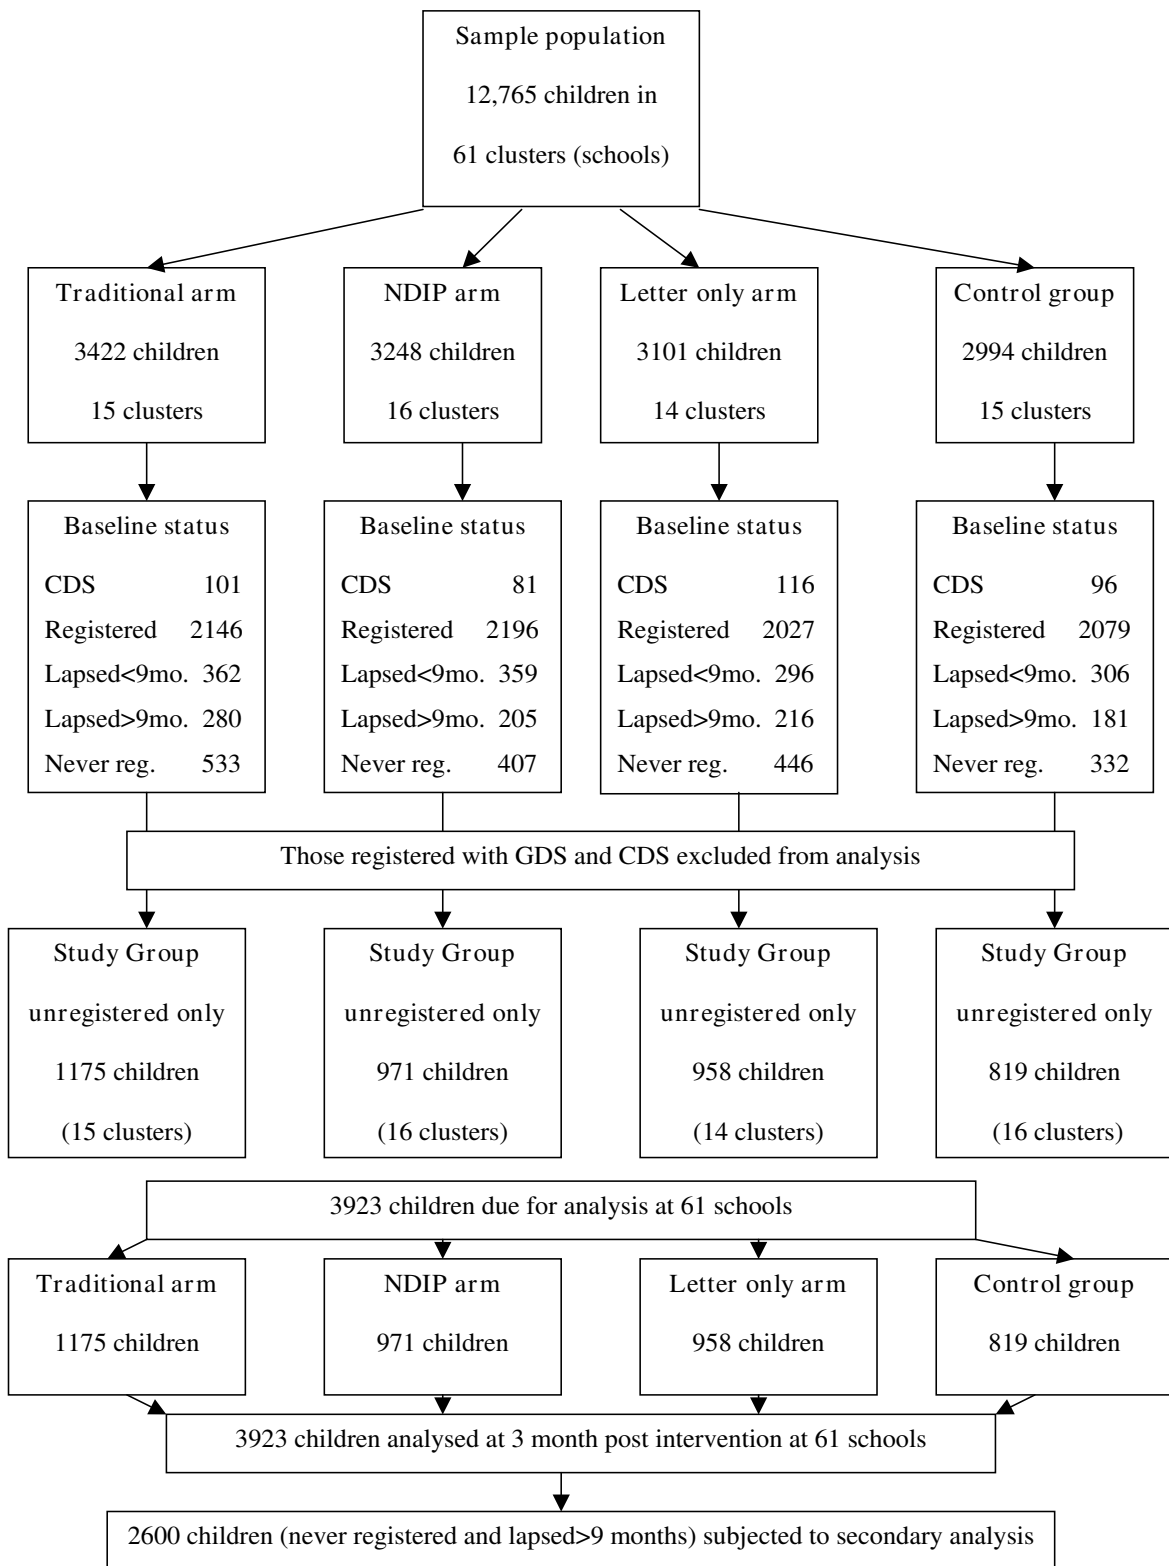 Sample population
12,765 children in
61 clusters (schools)
Traditional arm
3422 children
15 clusters
NDIP arm
3248 children
16 clusters
Letter only arm
3101 children
14 clusters
Control group
2994 children
15 clusters
Baseline status
CDS 101
Registered 2146
Lapsed<9mo. 362
Lapsed>9mo. 280
Never reg. 533
Baseline status
CDS 81
Registered 2196
Lapsed<9mo. 359
Lapsed>9mo. 205
Never reg. 407
Baseline status
CDS 116
Registered 2027
Lapsed<9mo. 296
Lapsed>9mo. 216
Never reg. 446
Baseline status
CDS 96
Registered 2079
Lapsed<9mo. 306
Lapsed>9mo. 181
Never reg. 332
Those registered with GDS and CDS excluded from analysis
Study Group
unregistered only
1175 children
(15 clusters)
Study Group
unregistered only
971 children
(16 clusters)
Study Group
unregistered only
958 children
(14 clusters)
Study Group
unregistered only
819 children
(16 clusters)
3923 children due for analysis at 61 schools
Traditional arm
1175 children
NDIP arm
971 children
Letter only arm
958 children
Control group
819 children
3923 children analysed at 3 month post intervention at 61 schools
2600 children (never registered and lapsed>9 months) subjected to secondary analysis